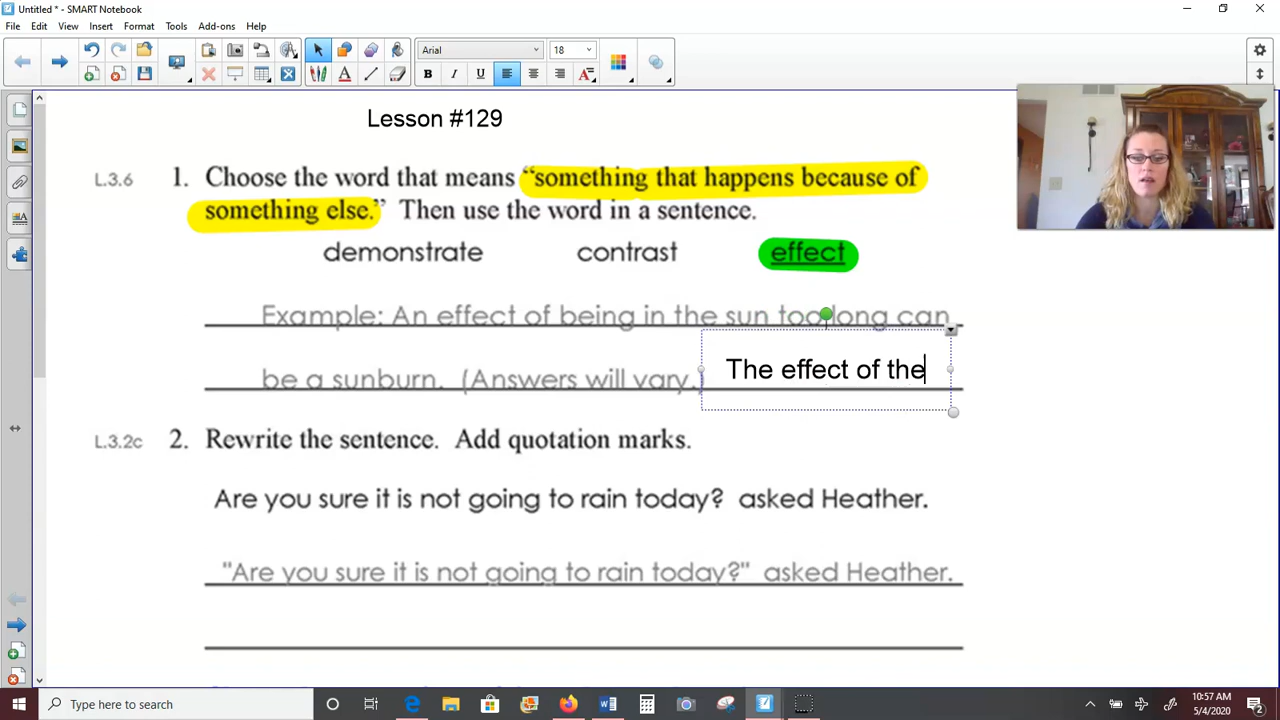 Untitled * - SMART Notebook
File Edit View Insert Format Tools Add-ons Help
Arial 18
B I U A
Lesson #129
L.3.6 1. Choose the word that means “something that happens because of
something else.” Then use the word in a sentence.
demonstrate contrast effect
Example: An effect of being in the sun too long can
be a sunburn. (Answers will vary.) The effect of the
L.3.2c 2. Rewrite the sentence. Add quotation marks.
Are you sure it is not going to rain today? asked Heather.
"Are you sure it is not going to rain today?" asked Heather.
Type here to search
10:57 AM
5/4/2020
2